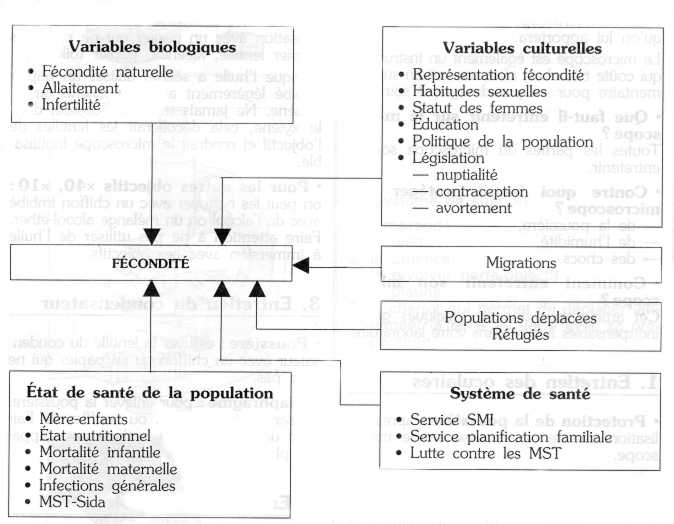 Variables biologiques
• Fécondité naturelle
• Allaitement
• Infertilité
Variables culturelles
• Représentation fécondité
• Habitudes sexuelles
• Statut des femmes
• Éducation
• Politique de la population
• Législation
— nuptialité
— contraception
— avortement
FÉCONDITÉ
Migrations
Populations déplacées
Réfugiés
État de santé de la population
• Mère-enfants
• État nutritionnel
• Mortalité infantile
• Mortalité maternelle
• Infections générales
• MST-Sida
Système de santé
• Service SMI
• Service planification familiale
• Lutte contre les MST